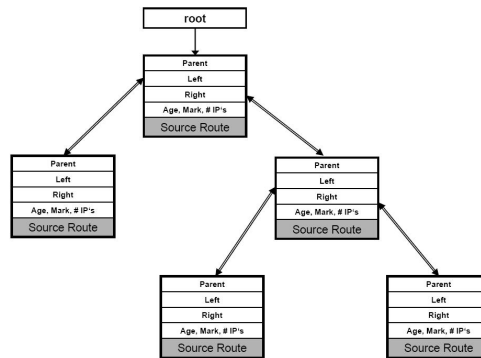 root
Parent
Left
Right
Age, Mark, # IP's
Source Route
Parent
Left
Right
Age, Mark, # IP's
Source Route
Parent
Left
Right
Age, Mark, # IP's
Source Route
Parent
Left
Right
Age, Mark, # IP's
Source Route
Parent
Left
Right
Age, Mark, # IP's
Source Route